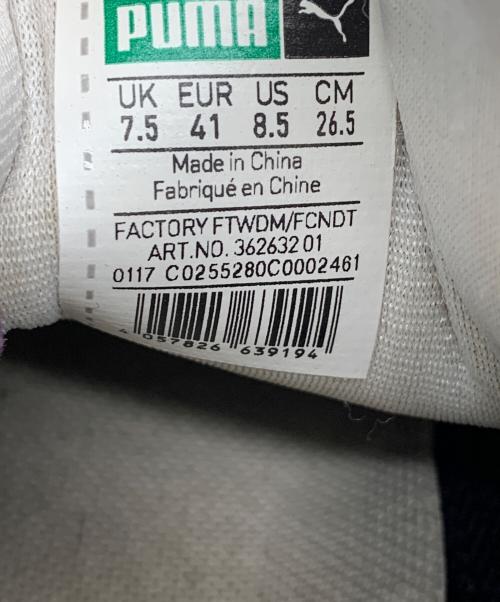 PUMA
UK EUR US CM
7.5 41 8.5 26.5
Made in China
Fabriqué en Chine
FACTORY FTWDM/FCNDT
ART.NO. 362632 01
0117 C0255280C0002461
4 057826 639194